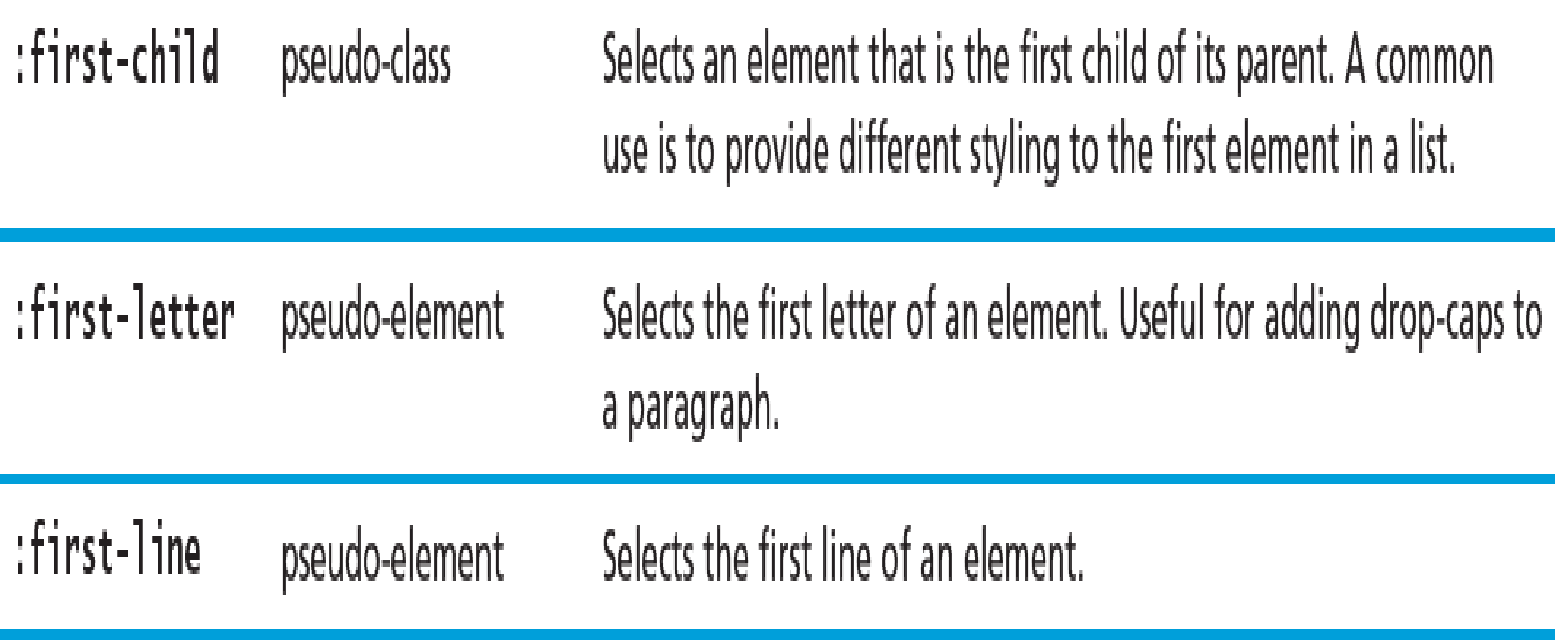 :first-child pseudo-class Selects an element that is the first child of its parent. A common
use is to provide different styling to the first element in a list.
:first-letter pseudo-element Selects the first letter of an element. Useful for adding drop-caps to
a paragraph.
:first-line pseudo-element Selects the first line of an element.